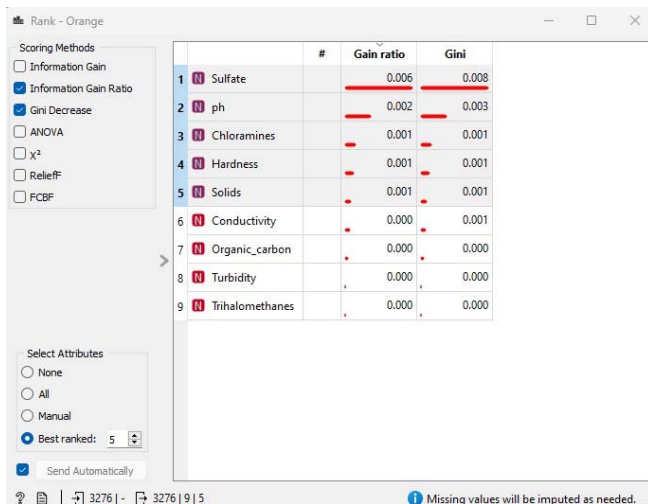 Rank - Orange
Scoring Methods
Information Gain
Information Gain Ratio
Gini Decrease
ANOVA
χ²
ReliefF
FCBF
Select Attributes
None
All
Manual
Best ranked: 5
Send Automatically
# Gain ratio Gini
1 N Sulfate 0.006 0.008
2 N ph 0.002 0.003
3 N Chloramines 0.001 0.001
4 N Hardness 0.001 0.001
5 N Solids 0.001 0.001
6 N Conductivity 0.000 0.001
7 N Organic_carbon 0.000 0.000
8 N Turbidity 0.000 0.000
9 N Trihalomethanes 0.000 0.000
? 3276 | - 3276 | 9 | 5 Missing values will be imputed as needed.